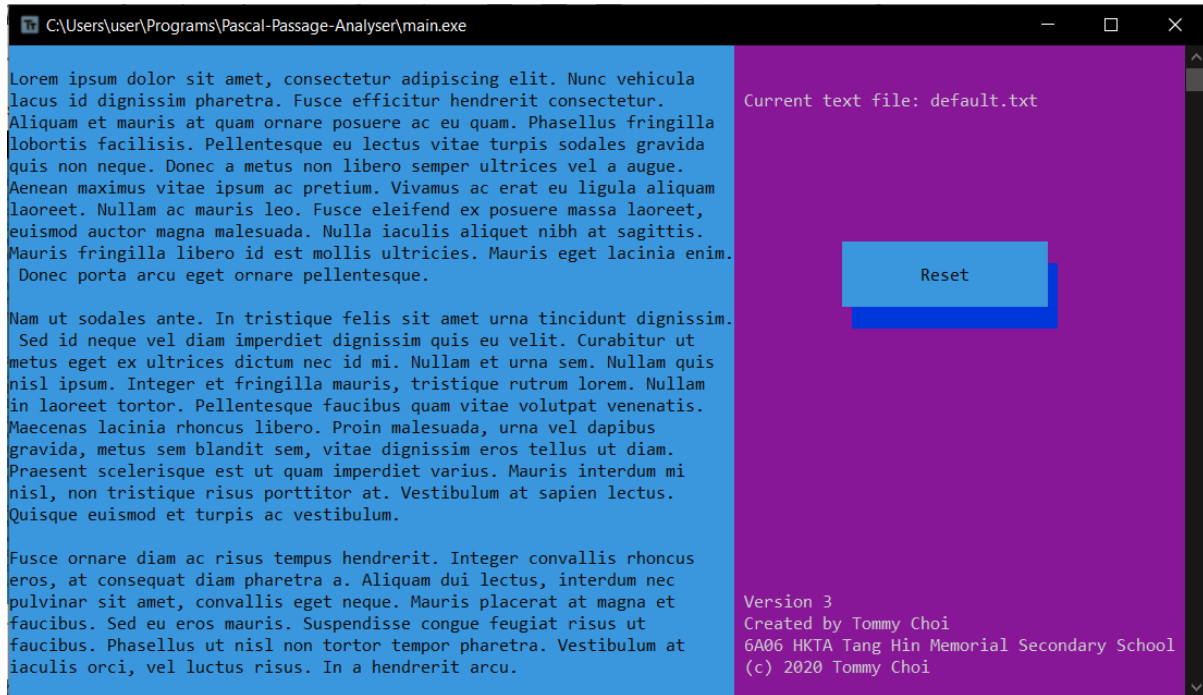 C:\Users\user\Programs\Pascal-Passage-Analyser\main.exe
Lorem ipsum dolor sit amet, consectetur adipiscing elit. Nunc vehicula
lacus id dignissim pharetra. Fusce efficitur hendrerit consectetur.
Aliquam et mauris at quam ornare posuere ac eu quam. Phasellus fringilla
lobortis facilisis. Pellentesque eu lectus vitae turpis sodales gravida
quis non neque. Donec a metus non libero semper ultrices vel a augue.
Aenean maximus vitae ipsum ac pretium. Vivamus ac erat eu ligula aliquam
laoreet. Nullam ac mauris leo. Fusce eleifend ex posuere massa laoreet,
euismod auctor magna malesuada. Nulla iaculis aliquet nibh at sagittis.
Mauris fringilla libero id est mollis ultricies. Mauris eget lacinia enim.
Donec porta arcu eget ornare pellentesque.
Nam ut sodales ante. In tristique felis sit amet urna tincidunt dignissim.
Sed id neque vel diam imperdiet dignissim quis eu velit. Curabitur ut
metus eget ex ultrices dictum nec id mi. Nullam et urna sem. Nullam quis
nisl ipsum. Integer et fringilla mauris, tristique rutrum lorem. Nullam
in laoreet tortor. Pellentesque faucibus quam vitae volutpat venenatis.
Maecenas lacinia rhoncus libero. Proin malesuada, urna vel dapibus
gravida, metus sem blandit sem, vitae dignissim eros tellus ut diam.
Praesent scelerisque est ut quam imperdiet varius. Mauris interdum mi
nisl, non tristique risus porttitor at. Vestibulum at sapien lectus.
Quisque euismod et turpis ac vestibulum.
Fusce ornare diam ac risus tempus hendrerit. Integer convallis rhoncus
eros, at consequat diam pharetra a. Aliquam dui lectus, interdum nec
pulvinar sit amet, convallis eget neque. Mauris placerat at magna et
faucibus. Sed eu eros mauris. Suspendisse congue feugiat risus ut
faucibus. Phasellus ut nisl non tortor tempor pharetra. Vestibulum at
iaculis orci, vel luctus risus. In a hendrerit arcu.
Current text file: default.txt
Reset
Version 3
Created by Tommy Choi
6A06 HKTA Tang Hin Memorial Secondary School
(c) 2020 Tommy Choi